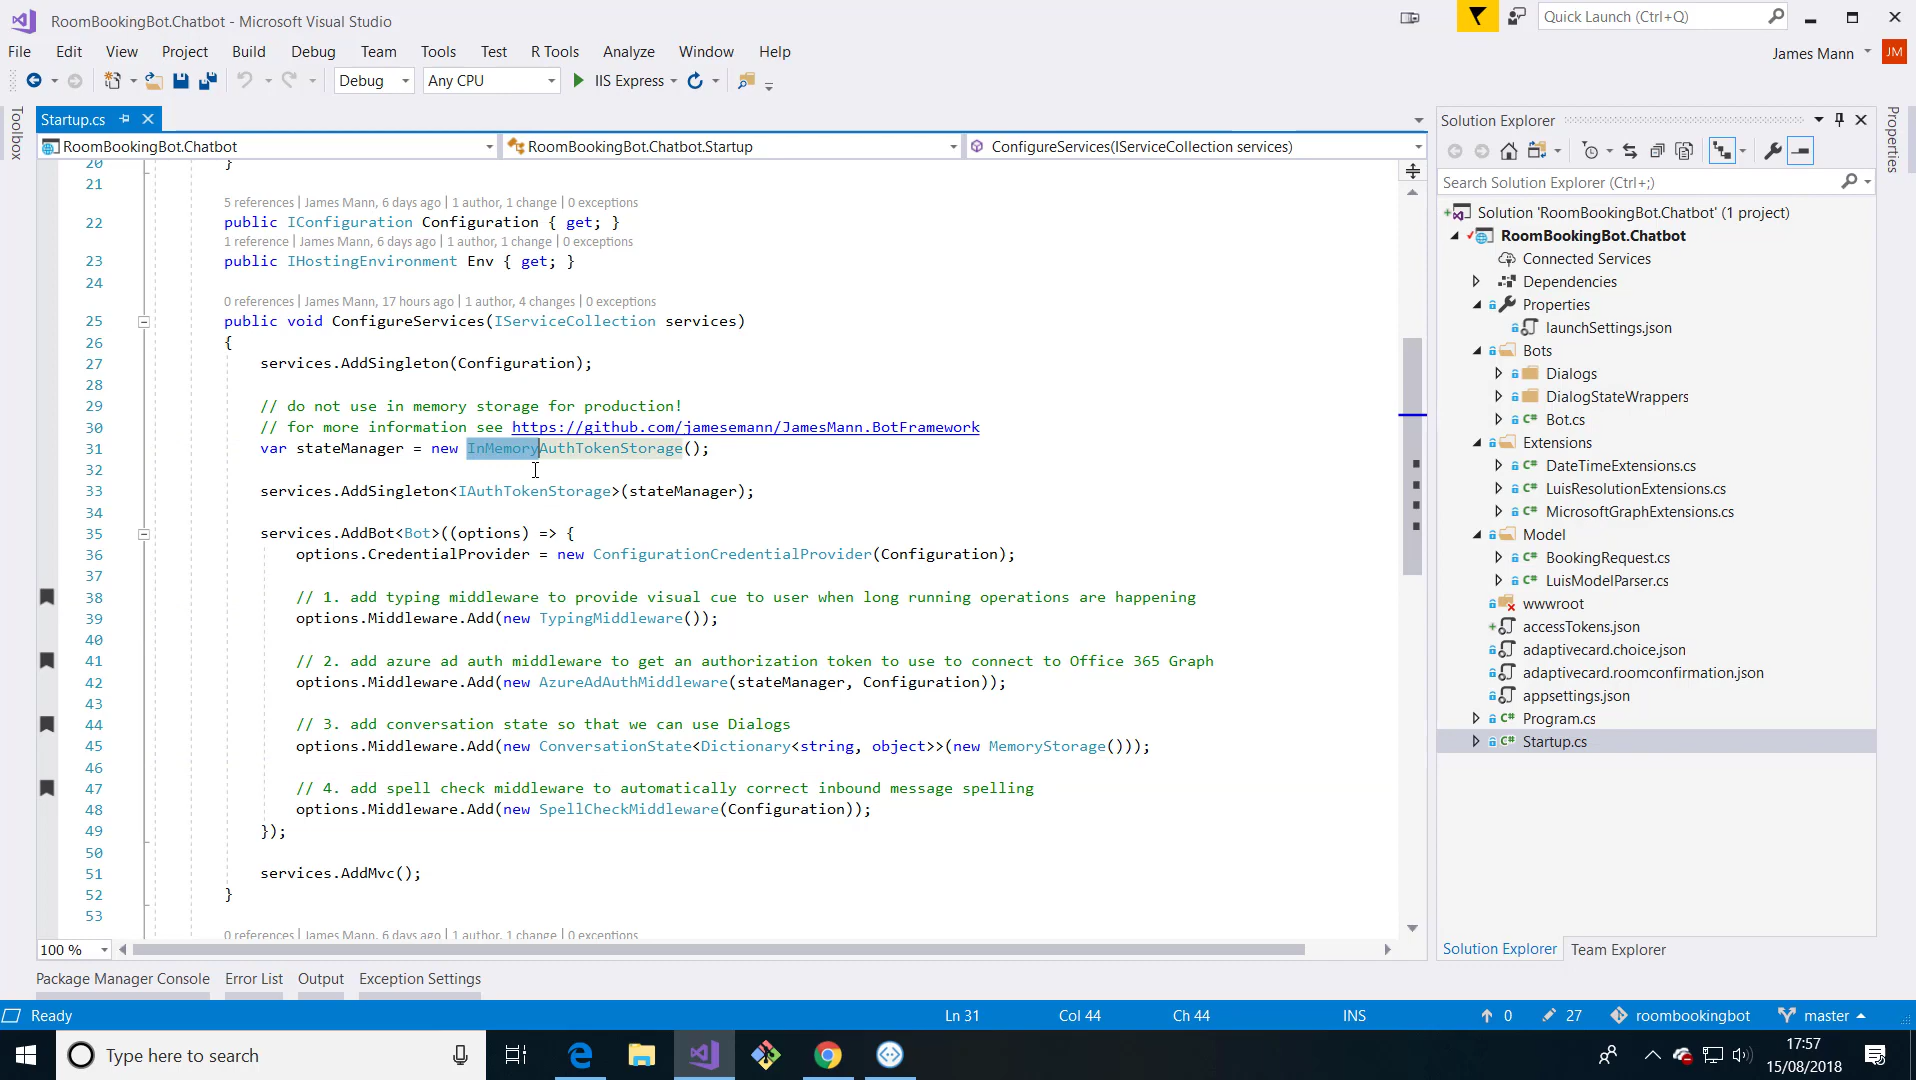 RoomBookingBot.Chatbot - Microsoft Visual Studio
Quick Launch (Ctrl+Q)
File Edit View Project Build Debug Team Tools Test R Tools Analyze Window Help
James Mann JM
Debug Any CPU IIS Express
Toolbox
Startup.cs
RoomBookingBot.Chatbot RoomBookingBot.Chatbot.Startup ConfigureServices(IServiceCollection services)
20 }
21
5 references | James Mann, 6 days ago | 1 author, 1 change | 0 exceptions
22 public IConfiguration Configuration { get; }
1 reference | James Mann, 6 days ago | 1 author, 1 change | 0 exceptions
23 public IHostingEnvironment Env { get; }
24
0 references | James Mann, 17 hours ago | 1 author, 4 changes | 0 exceptions
25 public void ConfigureServices(IServiceCollection services)
26 {
27 services.AddSingleton(Configuration);
28
29 // do not use in memory storage for production!
30 // for more information see https://github.com/jamesemann/JamesMann.BotFramework
31 var stateManager = new InMemoryAuthTokenStorage();
32
33 services.AddSingleton<IAuthTokenStorage>(stateManager);
34
35 services.AddBot<Bot>((options) => {
36 options.CredentialProvider = new ConfigurationCredentialProvider(Configuration);
37
38 // 1. add typing middleware to provide visual cue to user when long running operations are happening
39 options.Middleware.Add(new TypingMiddleware());
40
41 // 2. add azure ad auth middleware to get an authorization token to use to connect to Office 365 Graph
42 options.Middleware.Add(new AzureAdAuthMiddleware(stateManager, Configuration));
43
44 // 3. add conversation state so that we can use Dialogs
45 options.Middleware.Add(new ConversationState<Dictionary<string, object>>(new MemoryStorage()));
46
47 // 4. add spell check middleware to automatically correct inbound message spelling
48 options.Middleware.Add(new SpellCheckMiddleware(Configuration));
49 });
50
51 services.AddMvc();
52 }
53
0 references | James Mann, 6 days ago | 1 author, 1 change | 0 exceptions
100 %
Solution Explorer
Search Solution Explorer (Ctrl+;)
Solution 'RoomBookingBot.Chatbot' (1 project)
RoomBookingBot.Chatbot
Connected Services
Dependencies
Properties
launchSettings.json
Bots
Dialogs
DialogStateWrappers
C# Bot.cs
Extensions
C# DateTimeExtensions.cs
C# LuisResolutionExtensions.cs
C# MicrosoftGraphExtensions.cs
Model
C# BookingRequest.cs
C# LuisModelParser.cs
wwwroot
accessTokens.json
adaptivecard.choice.json
adaptivecard.roomconfirmation.json
appsettings.json
C# Program.cs
C# Startup.cs
Solution Explorer Team Explorer
Properties
Package Manager Console Error List Output Exception Settings
Ready Ln 31 Col 44 Ch 44 INS 0 27 roombookingbot master
Type here to search
17:57
15/08/2018